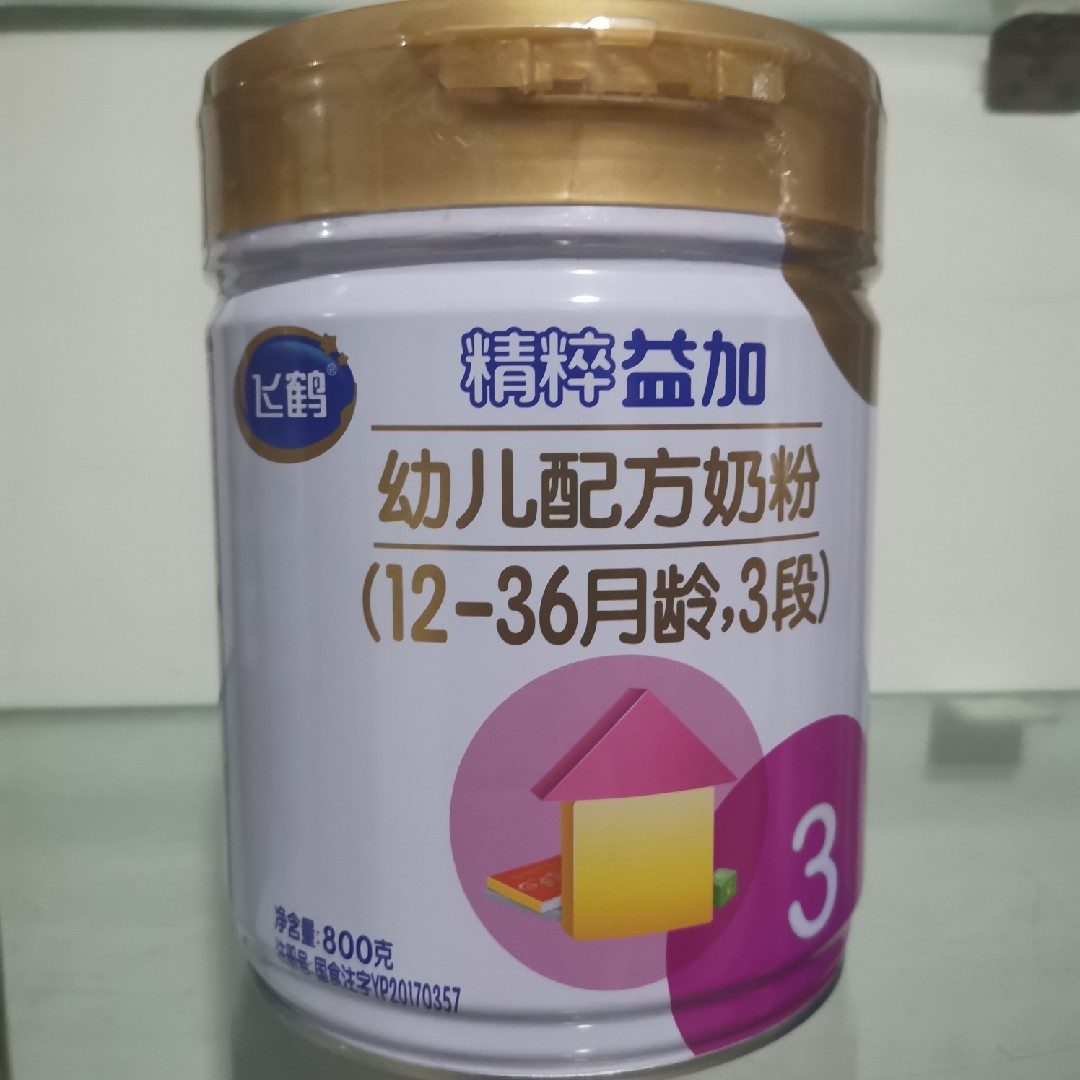 飞鹤®
精粹益加
幼儿配方奶粉
(12-36月龄,3段)
3
净含量:800克
注册号:国食注字YP20170357